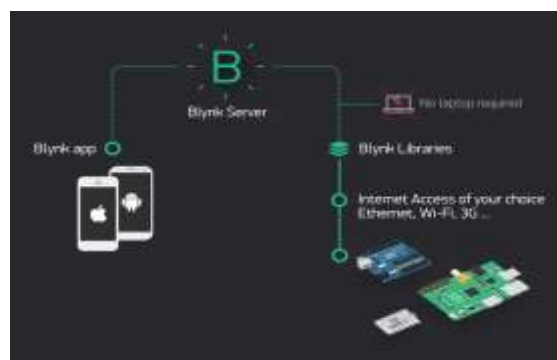 B
Blynk Server
No laptop required
Blynk app
Blynk Libraries
Internet Access of your choice
Ethernet, Wi-Fi, 3G ...